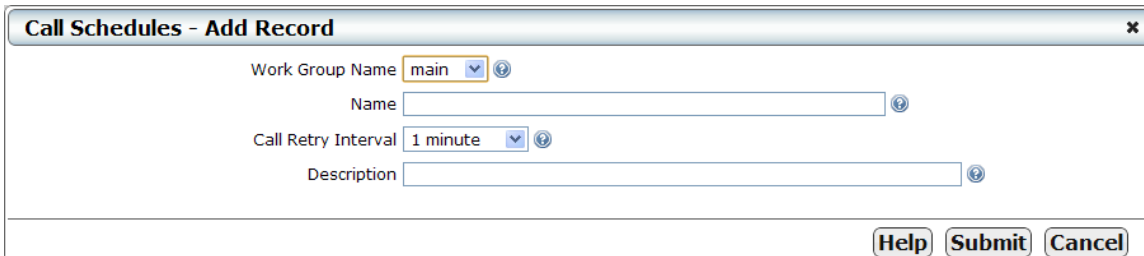 Call Schedules - Add Record
Work Group Name main
Name
Call Retry Interval 1 minute
Description
Help Submit Cancel